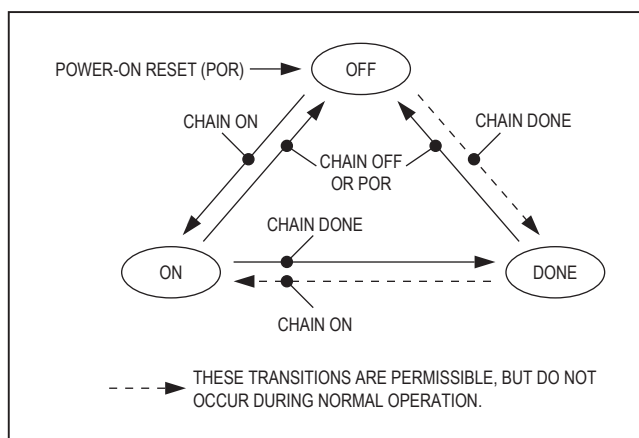 POWER-ON RESET (POR)
OFF
CHAIN ON
CHAIN DONE
CHAIN OFF
OR POR
CHAIN DONE
ON
DONE
CHAIN ON
THESE TRANSITIONS ARE PERMISSIBLE, BUT DO NOT
OCCUR DURING NORMAL OPERATION.